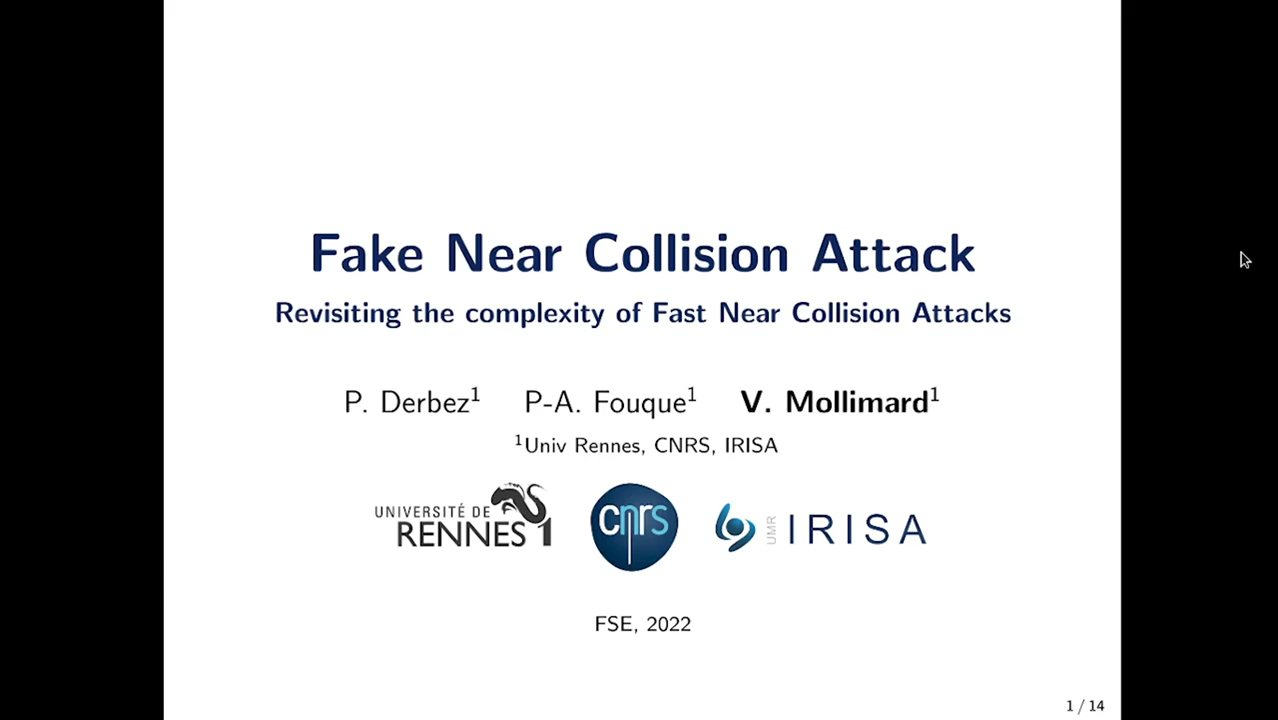 Fake Near Collision Attack
Revisiting the complexity of Fast Near Collision Attacks
P. Derbez¹ P-A. Fouque¹ V. Mollimard¹
¹Univ Rennes, CNRS, IRISA
UNIVERSITÉ DE
RENNES 1
cnrs
UMR IRISA
FSE, 2022
1 / 14